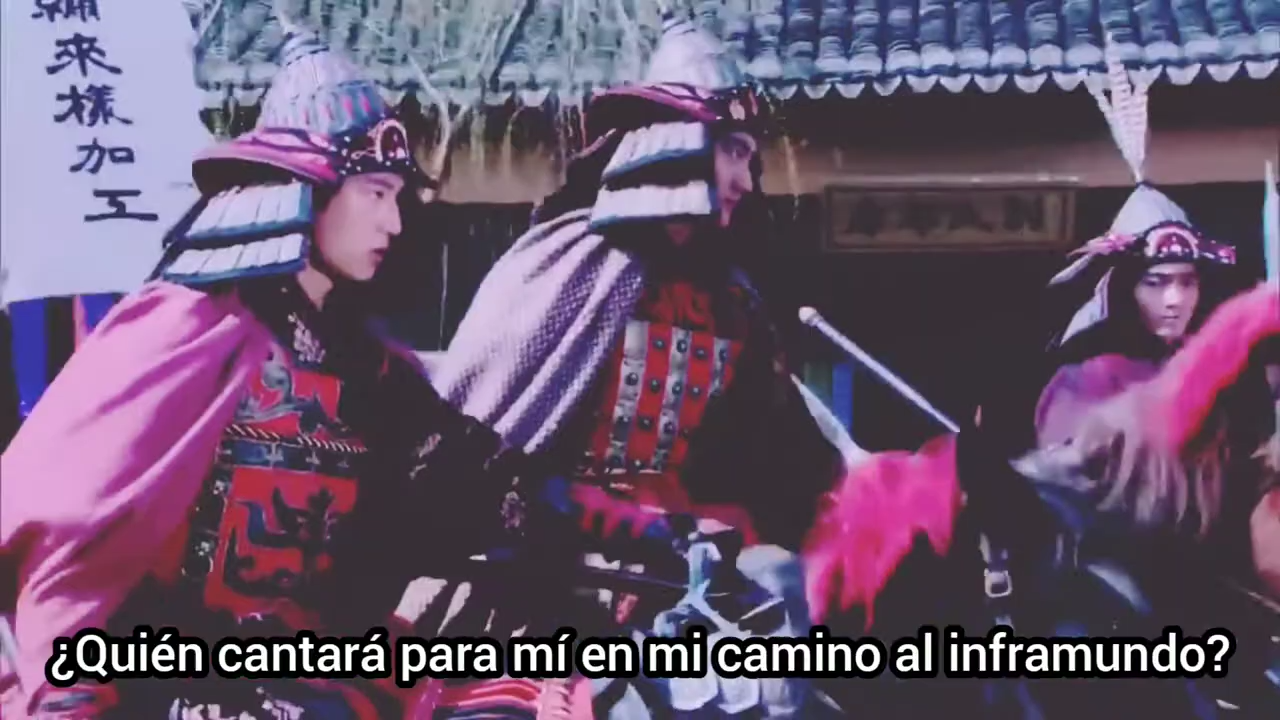 來樣加工
¿Quién cantará para mí en mi camino al inframundo?